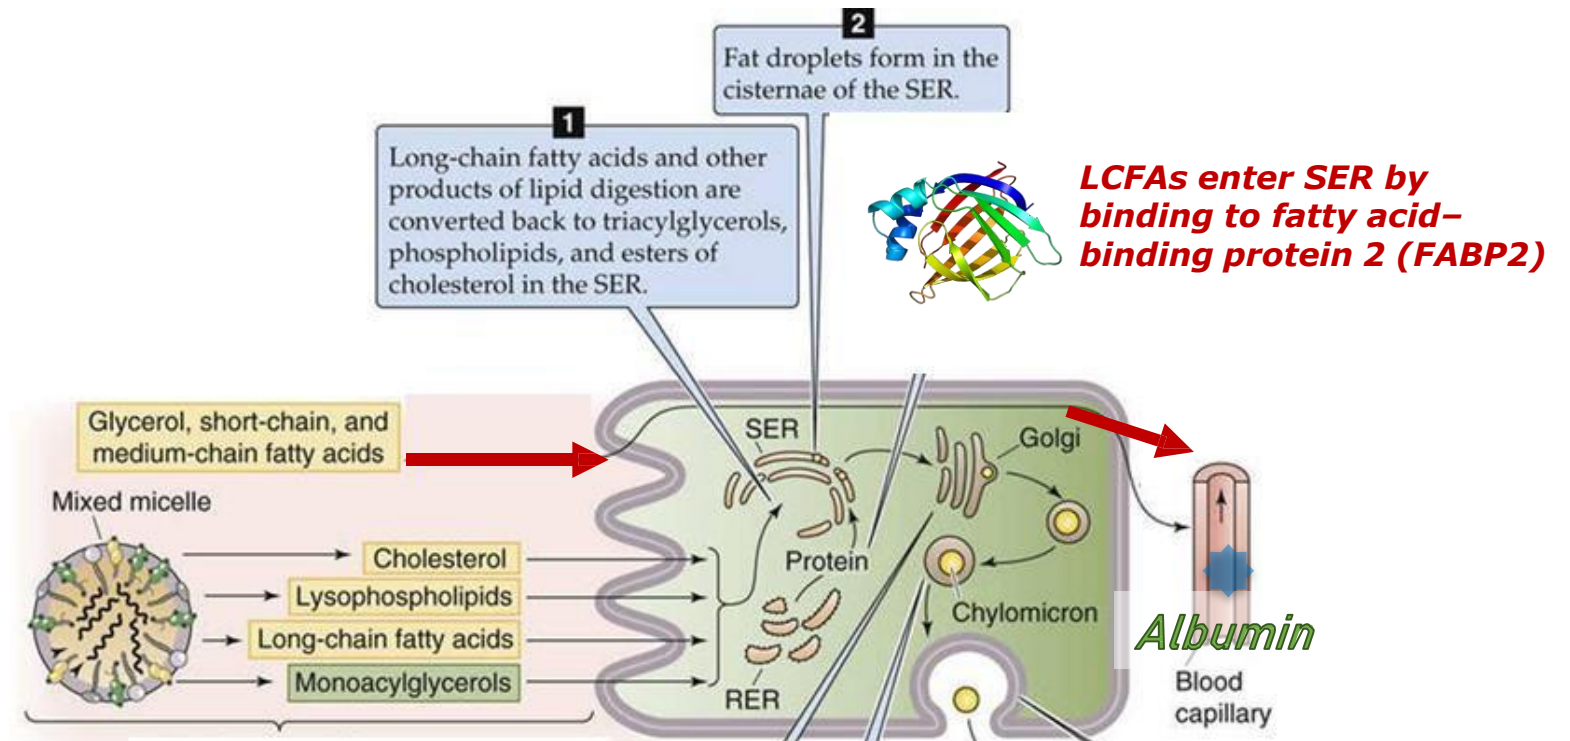 2
Fat droplets form in the
cisternae of the SER.
1
Long-chain fatty acids and other
products of lipid digestion are
converted back to triacylglycerols,
phospholipids, and esters of
cholesterol in the SER.
LCFAs enter SER by
binding to fatty acid–
binding protein 2 (FABP2)
Glycerol, short-chain, and
medium-chain fatty acids
SER
Golgi
Mixed micelle
Cholesterol
Protein
Lysophospholipids
Chylomicron
Long-chain fatty acids
Albumin
Monoacylglycerols
RER
Blood
capillary